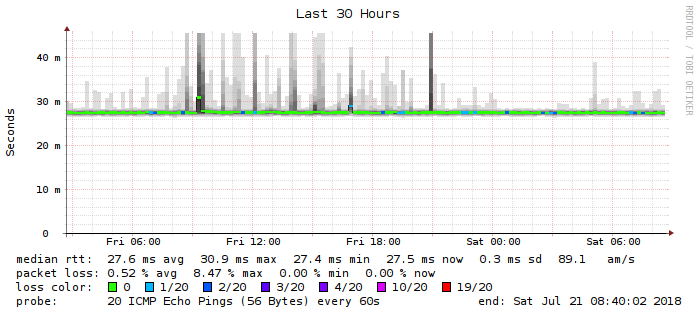 Last 30 Hours
RRDTOOL / TOBI OETIKER
Seconds
40 m
30 m
20 m
10 m
0
Fri 06:00 Fri 12:00 Fri 18:00 Sat 00:00 Sat 06:00
median rtt: 27.6 ms avg 30.9 ms max 27.4 ms min 27.5 ms now 0.3 ms sd 89.1 am/s
packet loss: 0.52 % avg 8.47 % max 0.00 % min 0.00 % now
loss color: 0 1/20 2/20 3/20 4/20 10/20 19/20
probe: 20 ICMP Echo Pings (56 Bytes) every 60s end: Sat Jul 21 08:40:02 2018